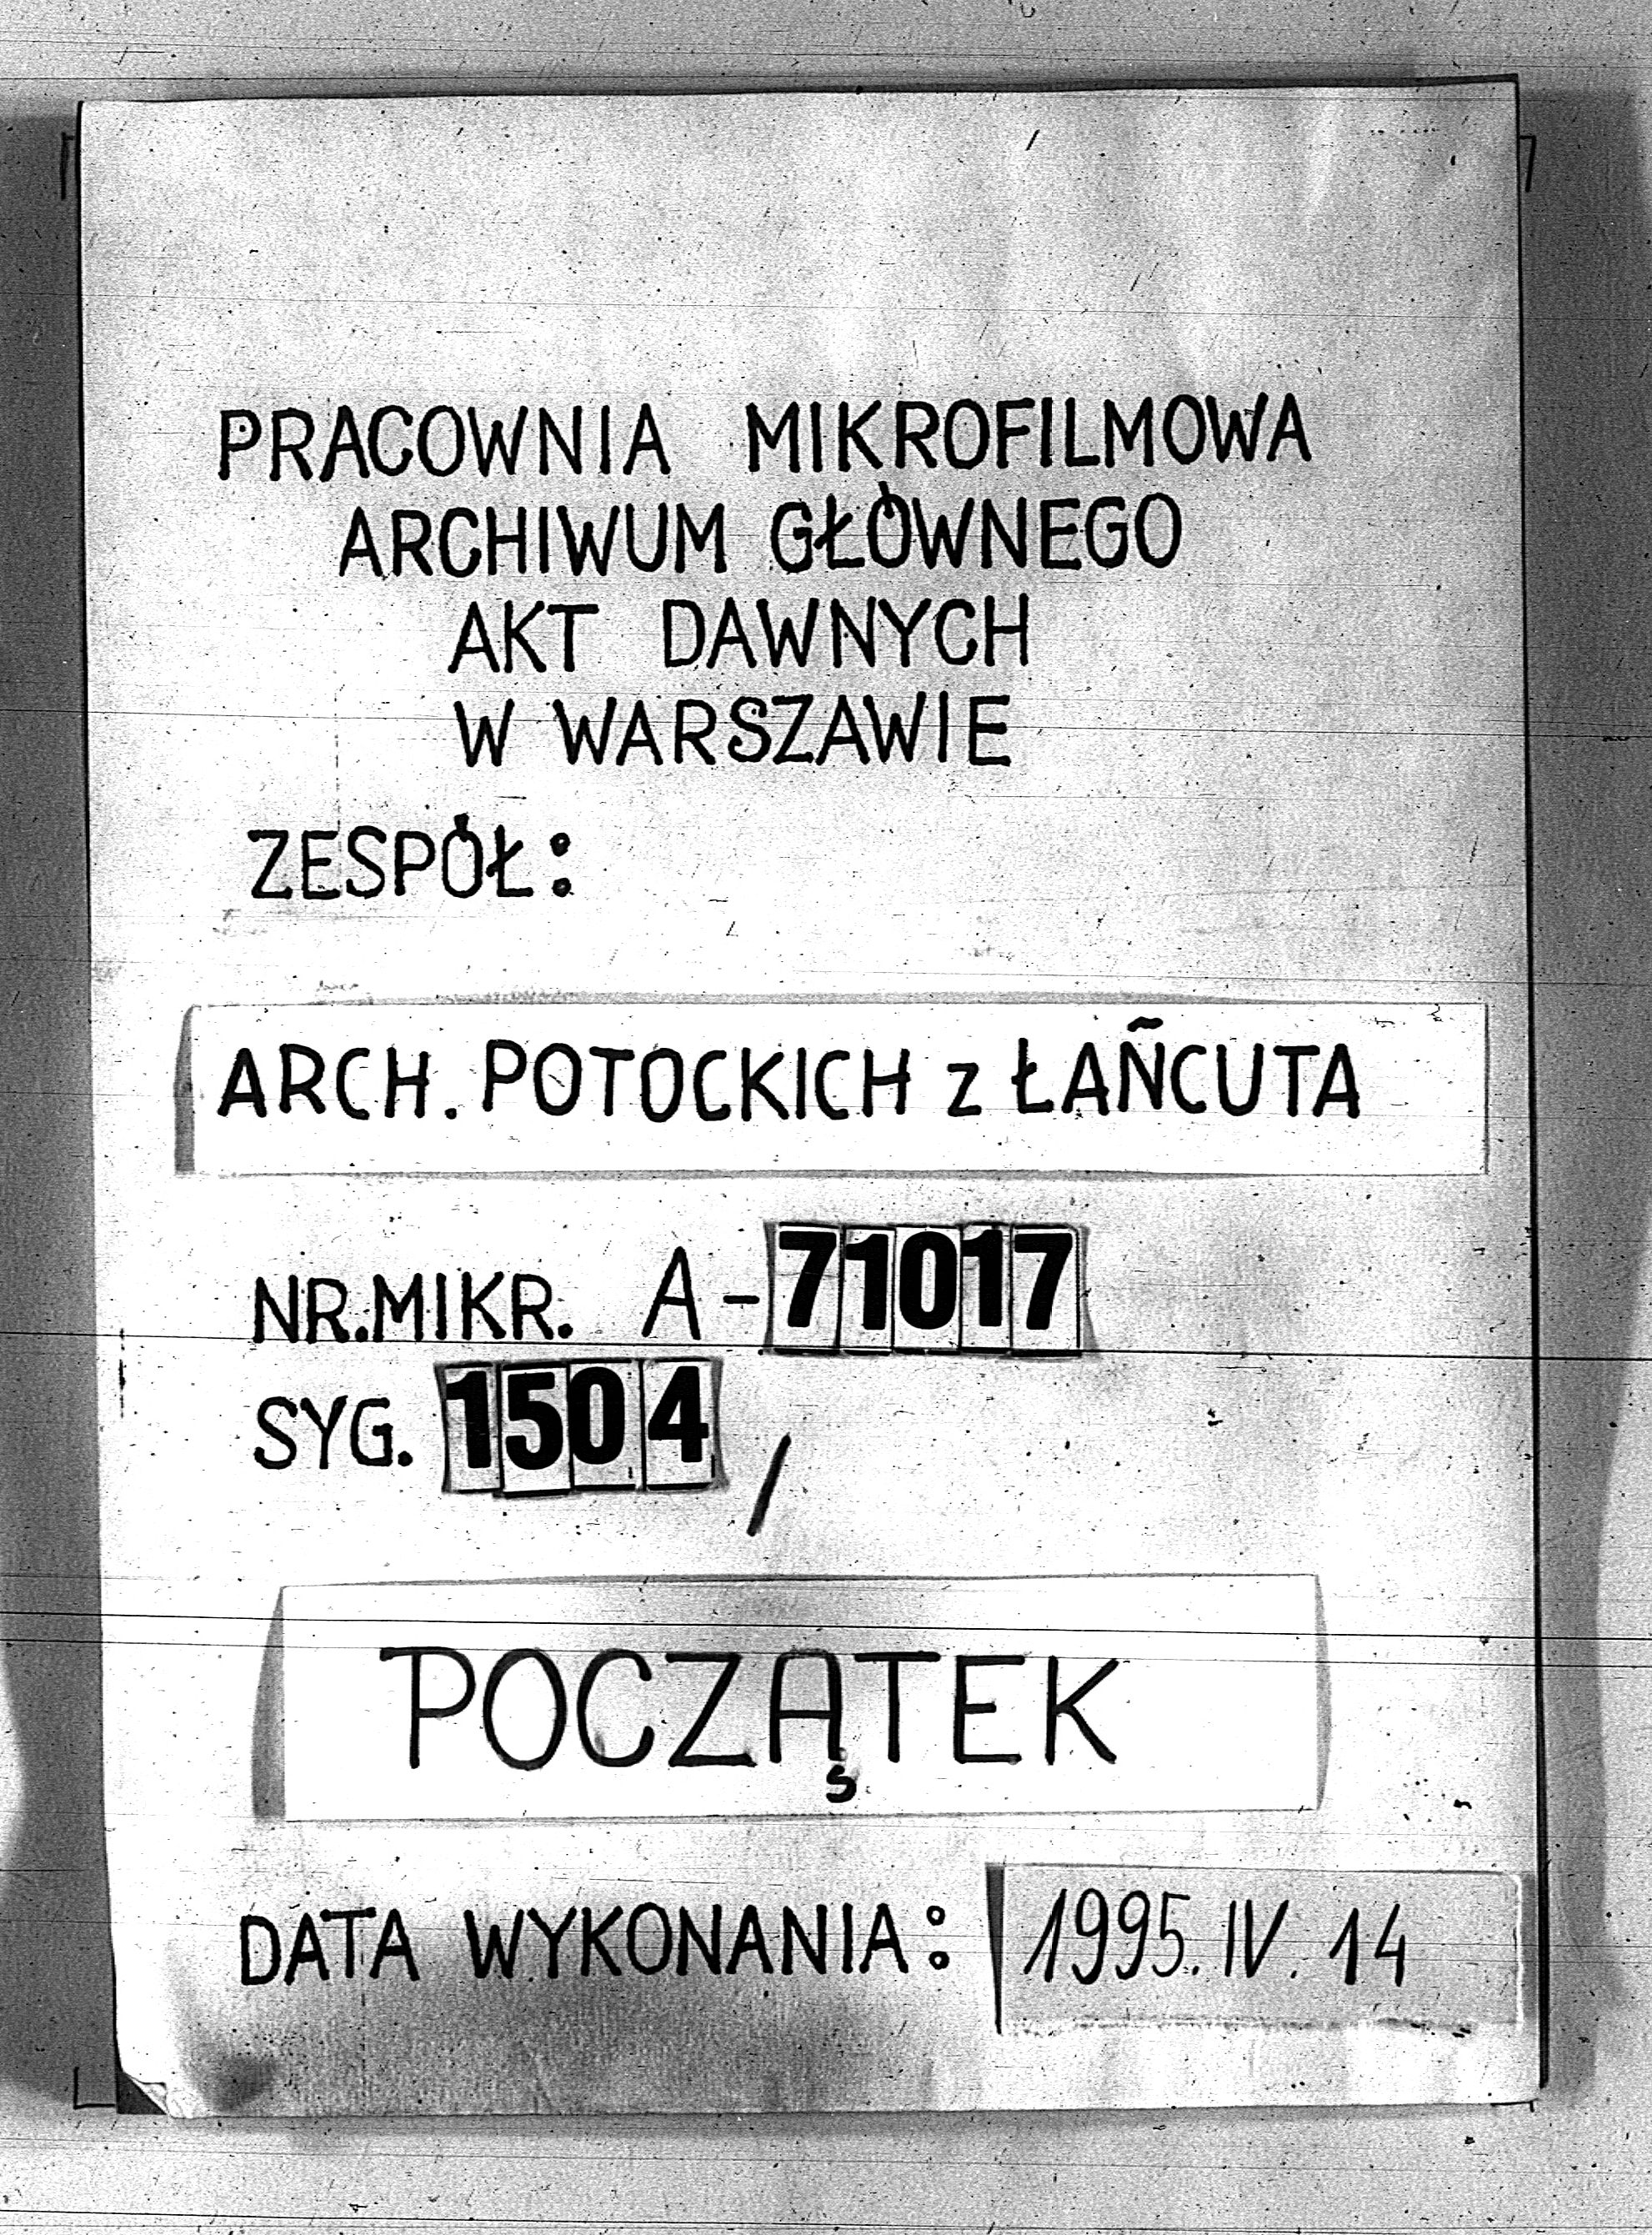 PRACOWNIA MIKROFILMOWA
ARCHIWUM GŁÓWNEGO
AKT DAWNYCH
W WARSZAWIE
ZESPÓŁ:
ARCH. POTOCKICH z ŁAŃCUTA
NR.MIKR. A-71017
SYG. 1504 /
POCZĄTEK
DATA WYKONANIA: 1995.IV.14